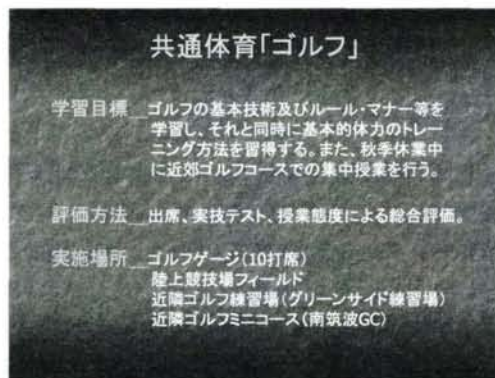 共通体育「ゴルフ」
学習目標＿ゴルフの基本技術及びルール・マナー等を
学習し、それと同時に基本的体力のトレー
ニング方法を習得する。また、秋季休業中
に近郊ゴルフコースでの集中授業を行う。
評価方法＿出席、実技テスト、授業態度による総合評価。
実施場所＿ゴルフゲージ(10打席)
陸上競技場フィールド
近隣ゴルフ練習場(グリーンサイド練習場)
近隣ゴルフミニコース(南筑波GC)